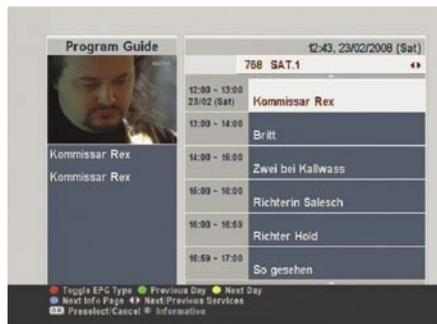 Program Guide
12:43, 23/02/2008 (Sat)
768 SAT.1
Kommissar Rex
Kommissar Rex
12:00 ~ 13:00
23/02 (Sat)
Kommissar Rex
13:00 ~ 14:00
Britt
14:00 ~ 15:00
Zwei bei Kallwass
15:00 ~ 16:00
Richterin Salesch
16:00 ~ 16:59
Richter Hold
16:59 ~ 17:00
So gesehen
Toggle EPG Type Previous Day Next Day
Next Info Page Next/Previous Services
OK Preselect/Cancel Information